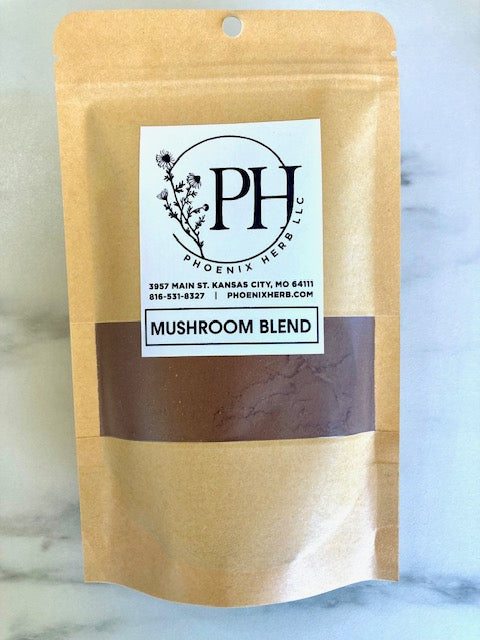 PH
PHOENIX HERB LLC
3957 MAIN ST. KANSAS CITY, MO 64111
816-531-8327 | PHOENIXHERB.COM
MUSHROOM BLEND